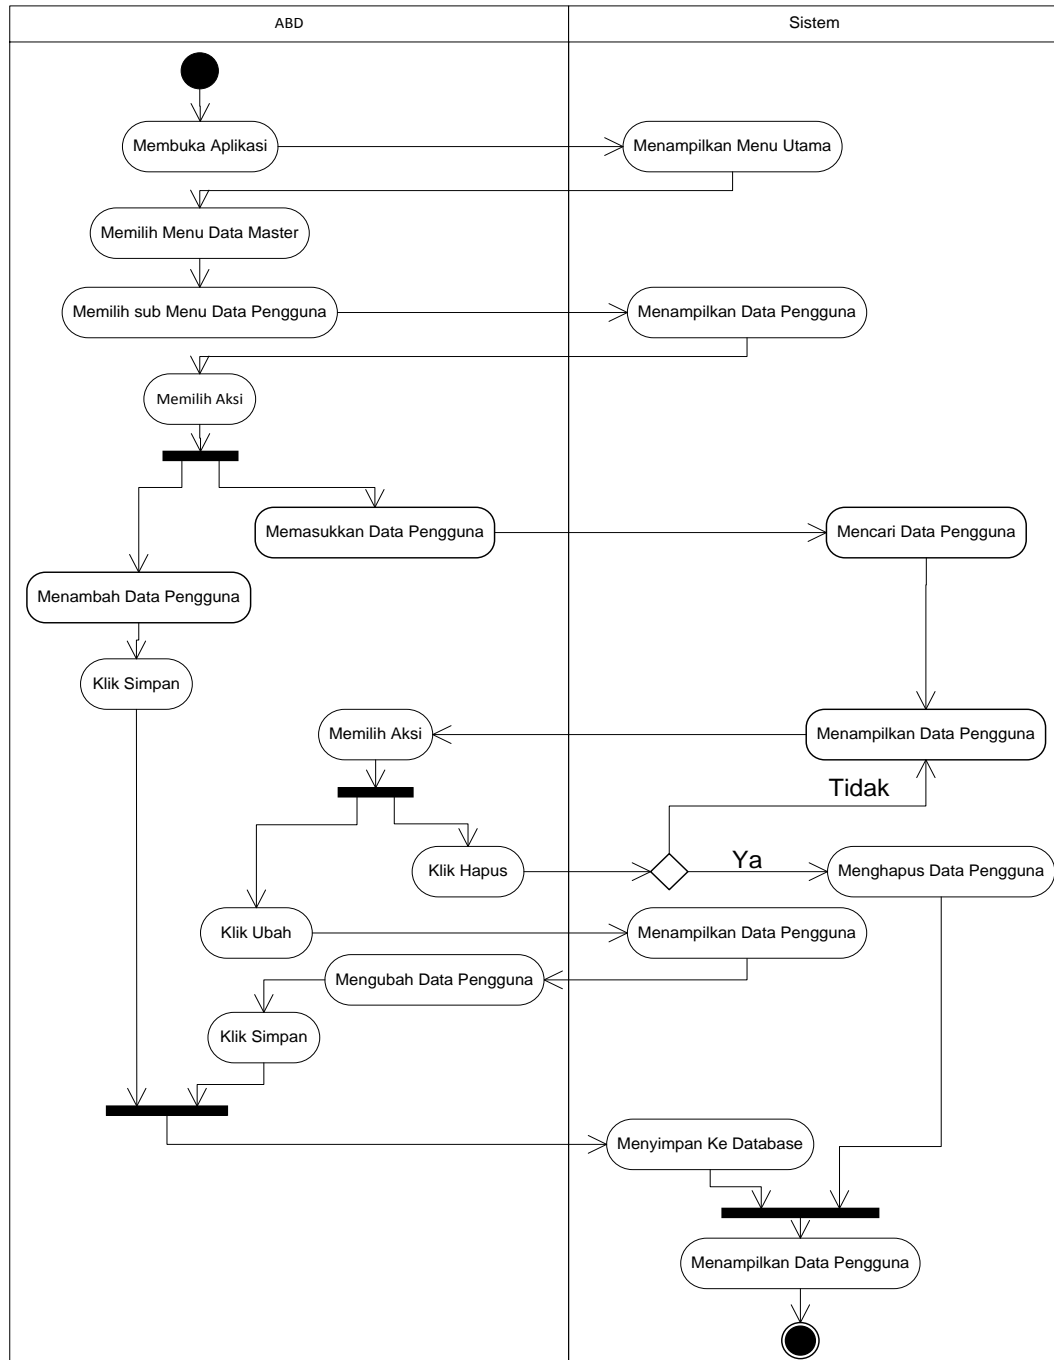 ABD
Sistem
Membuka Aplikasi
Menampilkan Menu Utama
Memilih Menu Data Master
Memilih sub Menu Data Pengguna
Menampilkan Data Pengguna
Memilih Aksi
Memasukkan Data Pengguna
Mencari Data Pengguna
Menambah Data Pengguna
Klik Simpan
Memilih Aksi
Menampilkan Data Pengguna
Tidak
Klik Hapus
Ya
Menghapus Data Pengguna
Klik Ubah
Menampilkan Data Pengguna
Mengubah Data Pengguna
Klik Simpan
Menyimpan Ke Database
Menampilkan Data Pengguna